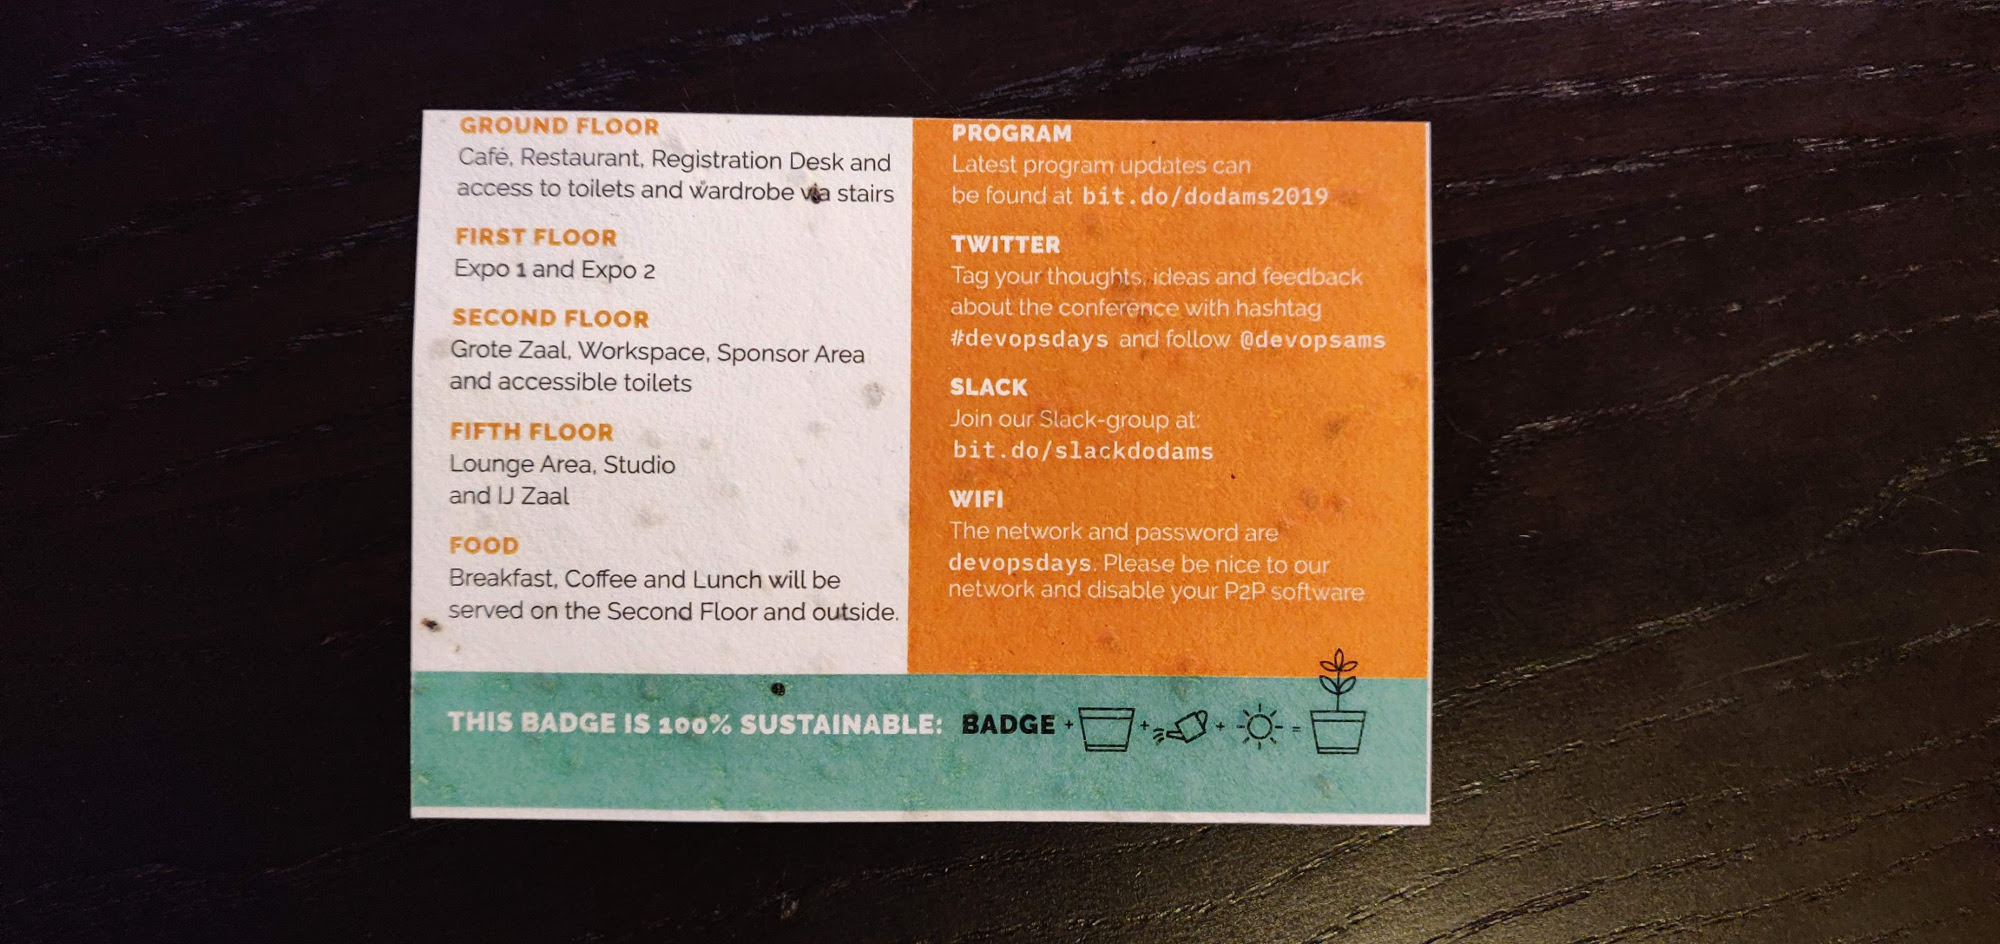 GROUND FLOOR
Café, Restaurant, Registration Desk and
access to toilets and wardrobe via stairs
FIRST FLOOR
Expo 1 and Expo 2
SECOND FLOOR
Grote Zaal, Workspace, Sponsor Area
and accessible toilets
FIFTH FLOOR
Lounge Area, Studio
and IJ Zaal
FOOD
Breakfast, Coffee and Lunch will be
served on the Second Floor and outside.
PROGRAM
Latest program updates can
be found at bit.do/dodams2019
TWITTER
Tag your thoughts, ideas and feedback
about the conference with hashtag
#devopsdays and follow @devopsams
SLACK
Join our Slack-group at:
bit.do/slackdodams
WIFI
The network and password are
devopsdays. Please be nice to our
network and disable your P2P software
THIS BADGE IS 100% SUSTAINABLE: BADGE + + + =